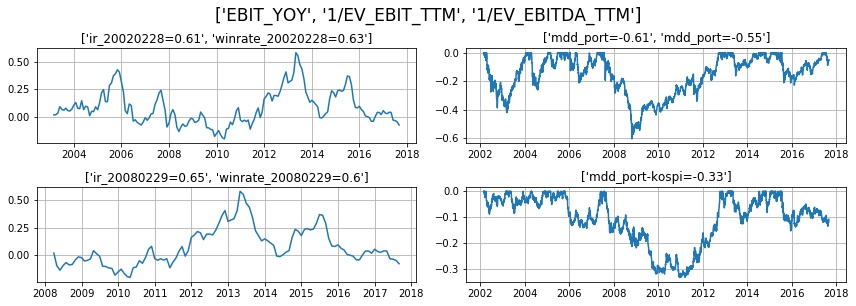 ['EBIT_YOY', '1/EV_EBIT_TTM', '1/EV_EBITDA_TTM']
['ir_20020228=0.61', 'winrate_20020228=0.63']
0.50
0.25
0.00
2004 2006 2008 2010 2012 2014 2016 2018
['mdd_port=-0.61', 'mdd_port=-0.55']
0.0
−0.2
−0.4
−0.6
2002 2004 2006 2008 2010 2012 2014 2016 2018
['ir_20080229=0.65', 'winrate_20080229=0.6']
0.50
0.25
0.00
2008 2009 2010 2011 2012 2013 2014 2015 2016 2017 2018
['mdd_port-kospi=-0.33']
0.0
−0.1
−0.2
−0.3
2002 2004 2006 2008 2010 2012 2014 2016 2018